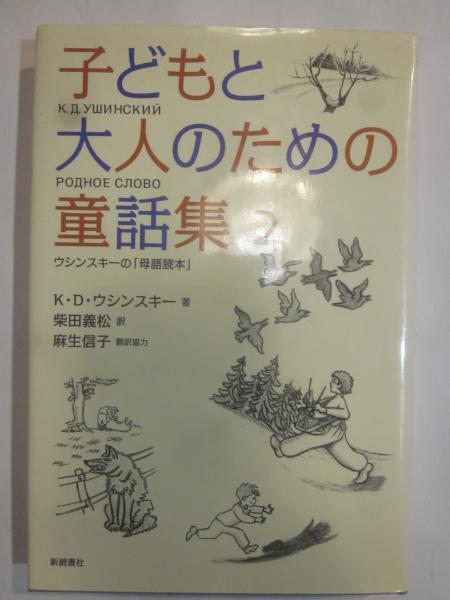 子どもと
К.Д.УШИНСКИЙ
大人のための
РОДНОЕ СЛОВО
童話集 2
ウシンスキーの「母語読本」
K・D・ウシンスキー 著
柴田義松 訳
麻生信子 翻訳協力
新読書社